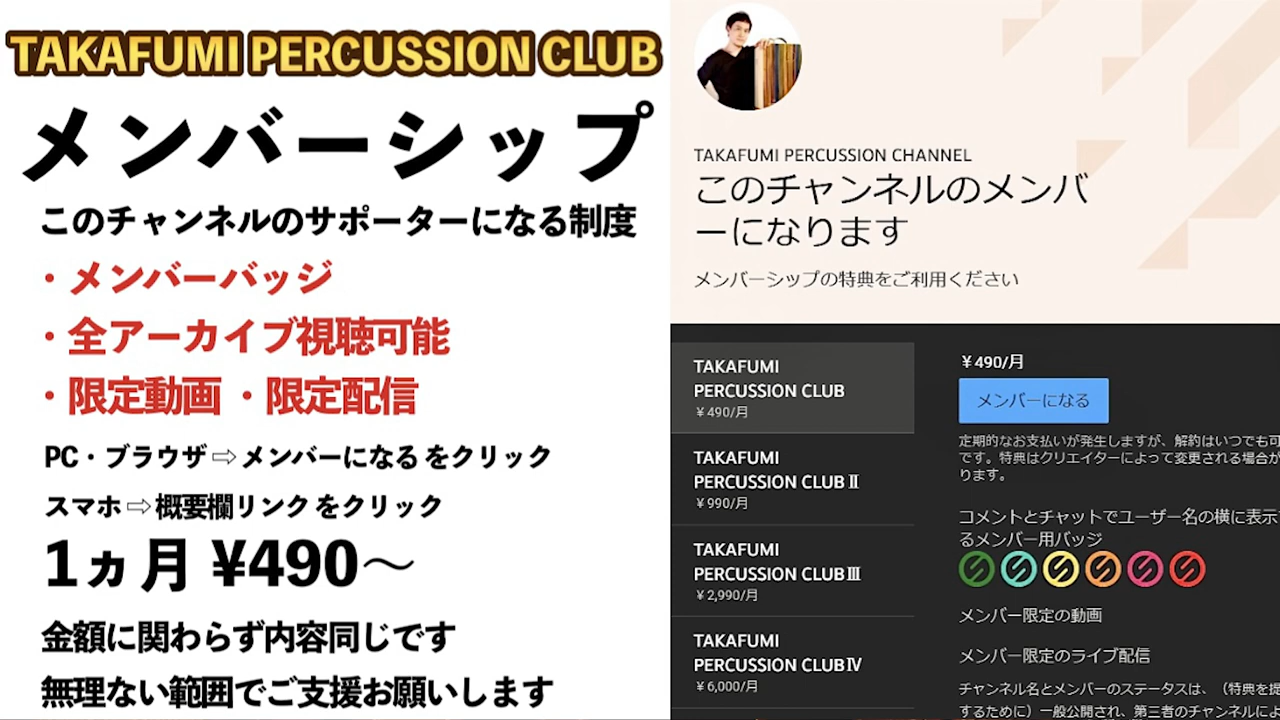 TAKAFUMI PERCUSSION CLUB
メンバーシップ
このチャンネルのサポーターになる制度
・メンバーバッジ
・全アーカイブ視聴可能
・限定動画 ・限定配信
PC・ブラウザ⇨メンバーになる をクリック
スマホ⇨概要欄リンク をクリック
1ヵ月 ¥490〜
金額に関わらず内容同じです
無理ない範囲でご支援お願いします
TAKAFUMI PERCUSSION CHANNEL
このチャンネルのメンバ
ーになります
メンバーシップの特典をご利用ください
TAKAFUMI
PERCUSSION CLUB
¥490/月
TAKAFUMI
PERCUSSION CLUBⅡ
¥990/月
TAKAFUMI
PERCUSSION CLUBⅢ
¥2,990/月
TAKAFUMI
PERCUSSION CLUBⅣ
¥6,000/月
¥490/月
メンバーになる
定期的なお支払いが発生しますが、解約はいつでも可
です。特典はクリエイターによって変更される場合が
ります。
コメントとチャットでユーザー名の横に表示
るメンバー用バッジ
メンバー限定の動画
メンバー限定のライブ配信
チャンネル名とメンバーのステータスは、（特典を提
するために）一般公開され、第三者のチャンネルによ